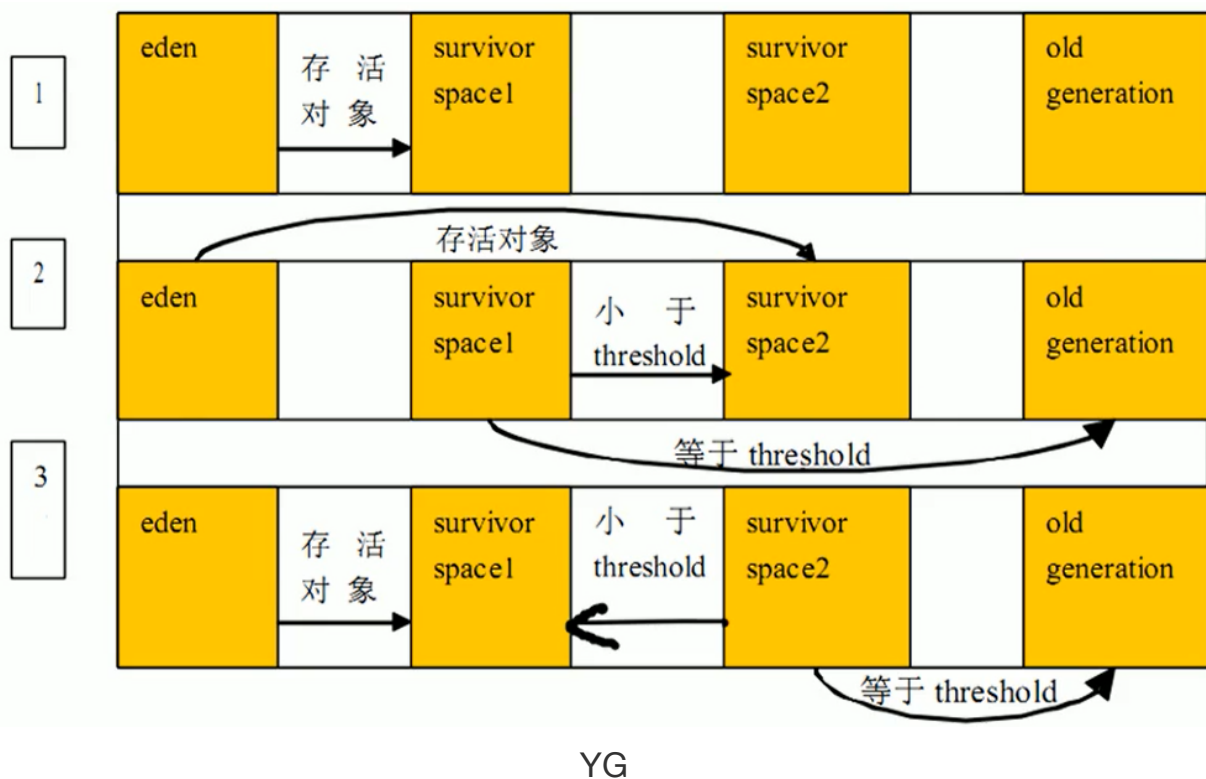 1
eden
存 活
对 象
survivor
space1
survivor
space2
old
generation
2
存活对象
eden
survivor
space1
小 于
threshold
survivor
space2
old
generation
等于 threshold
3
eden
存 活
对 象
survivor
space1
小 于
threshold
survivor
space2
old
generation
等于 threshold
YG